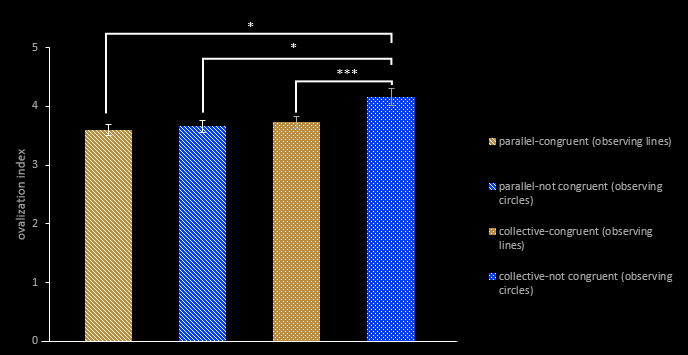 *
*
***
5
4
3
2
1
0
ovalization index
parallel-congruent (observing lines)
parallel-not congruent (observing
circles)
collective-congruent (observing
lines)
collective-not congruent (observing
circles)